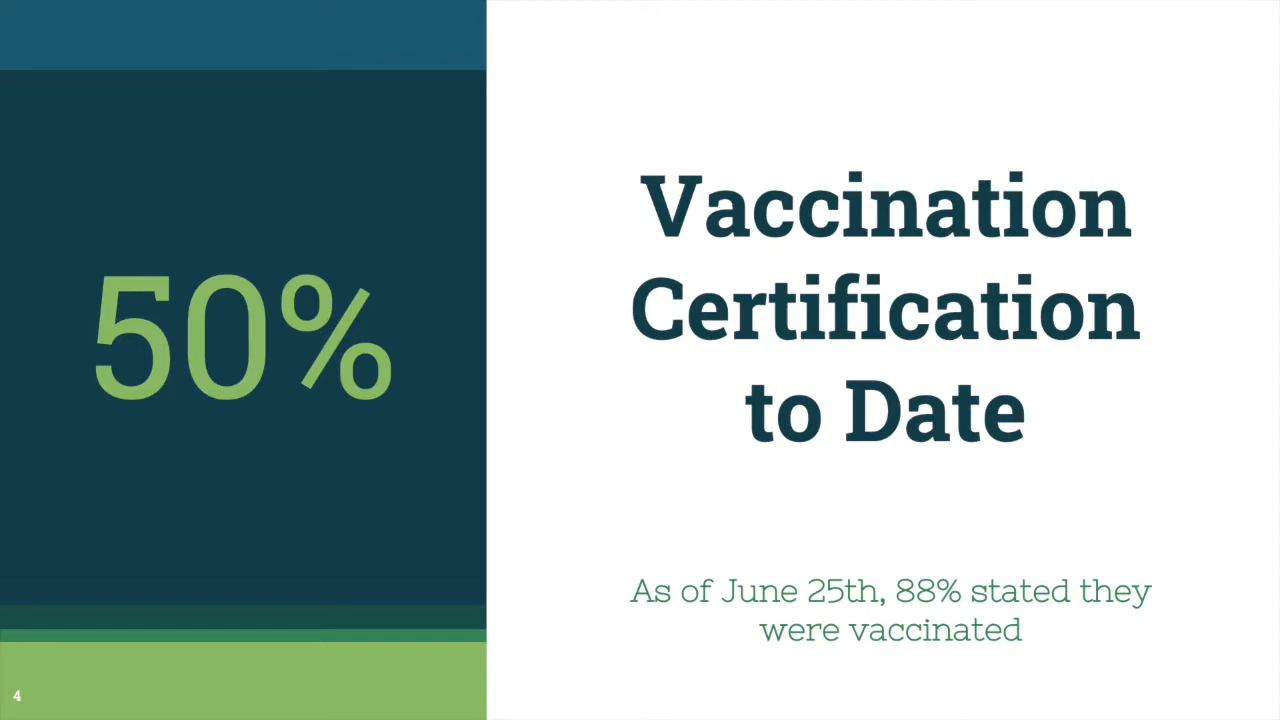 50%
Vaccination
Certification
to Date
As of June 25th, 88% stated they
were vaccinated
4